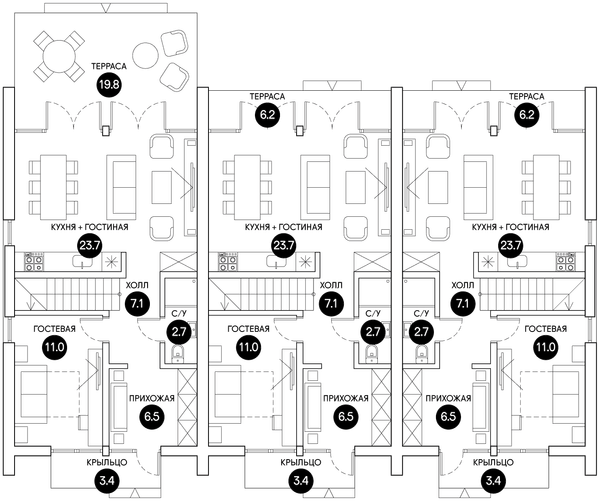 ТЕРРАСА
19.8
ТЕРРАСА
6.2
ТЕРРАСА
6.2
КУХНЯ + ГОСТИНАЯ
23.7
КУХНЯ + ГОСТИНАЯ
23.7
КУХНЯ + ГОСТИНАЯ
23.7
ХОЛЛ
7.1
ХОЛЛ
7.1
ХОЛЛ
7.1
С/У
2.7
С/У
2.7
С/У
2.7
ГОСТЕВАЯ
11.0
ГОСТЕВАЯ
11.0
ГОСТЕВАЯ
11.0
ПРИХОЖАЯ
6.5
ПРИХОЖАЯ
6.5
ПРИХОЖАЯ
6.5
КРЫЛЬЦО
3.4
КРЫЛЬЦО
3.4
КРЫЛЬЦО
3.4